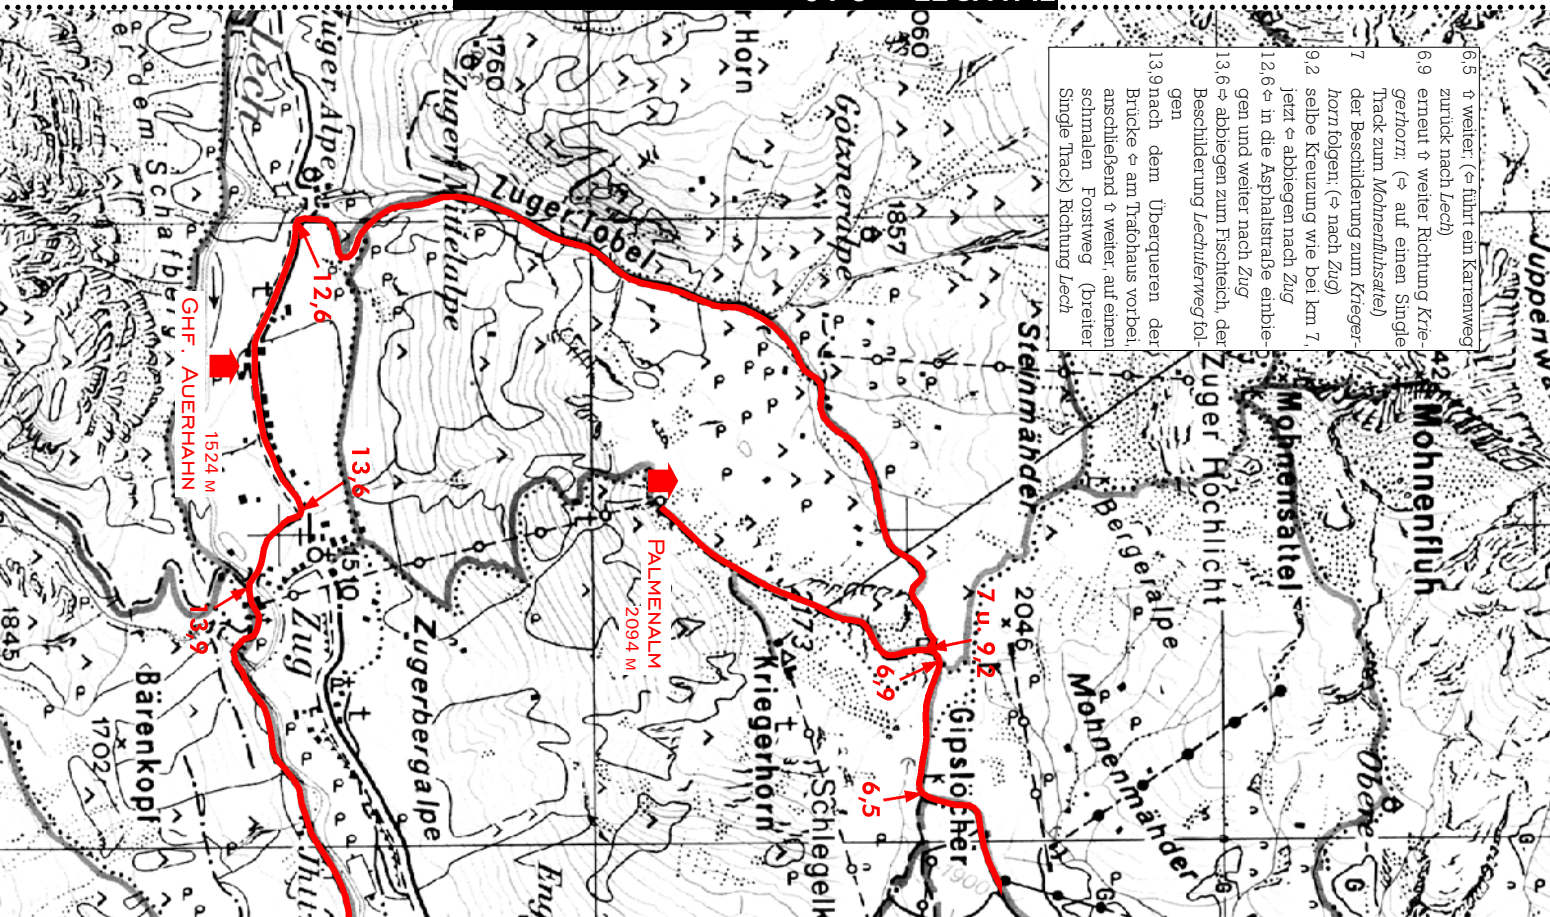 6,5 ⇧ weiter; (⇦ führt ein Karrenweg
zurück nach Lech)
6,9 erneut ⇧ weiter Richtung Krie-
gerhorn; (⇨ auf einen Single
Track zum Mohnenfluhsattel)
7 der Beschilderung zum Krieger-
horn folgen; (⇨ nach Zug)
9,2 selbe Kreuzung wie bei km 7,
jetzt ⇦ abbiegen nach Zug
12,6 ⇦ in die Asphaltstraße einbie-
gen und weiter nach Zug
13,6 ⇨ abbiegen zum Fischteich, der
Beschilderung Lechuferweg fol-
gen
13,9 nach dem Überqueren der
Brücke ⇦ am Trafohaus vorbei,
anschließend ⇧ weiter, auf einen
schmalen Forstweg (breiter
Single Track) Richtung Lech
Mohnenfluh
Mohnensattel
Zuger Hochlicht
Bergeralpe
Steinmähder
2046
Mohnenmähder
Obere
Gipslöcher
1900
7 u. 9,2
6,9
6,5
Götzneralpe
1857
Horn
1760
Zuger Tobel
Zuger Älpe
Lech
12,6
13,6
13,9
GHF. AUERHAHN
1524 M
PALMENALM
2094 M
Kriegerhorn
Zugerbergalpe
1510
Zug
Bärenkopf
1702
1845